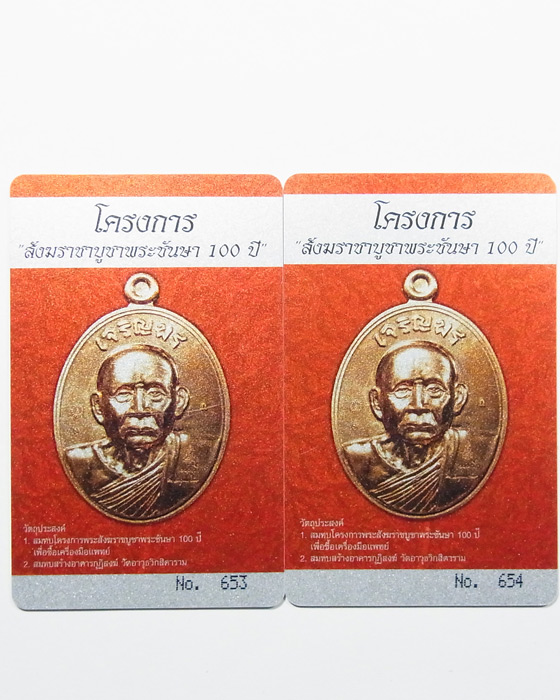 โครงการ
"สังฆราชาบูชาพระชันษา 100 ปี"
เจริญพร
วัตถุประสงค์
1. สมทบโครงการพระสังฆราชบูชาพระชันษา 100 ปี
เพื่อซื้อเครื่องมือแพทย์
2. สมทบสร้างอาคารกุฏิสงฆ์ วัดอาวุธวิกสิตาราม
No. 653
โครงการ
"สังฆราชาบูชาพระชันษา 100 ปี"
เจริญพร
วัตถุประสงค์
1. สมทบโครงการพระสังฆราชบูชาพระชันษา 100 ปี
เพื่อซื้อเครื่องมือแพทย์
2. สมทบสร้างอาคารกุฏิสงฆ์ วัดอาวุธวิกสิตาราม
No. 654